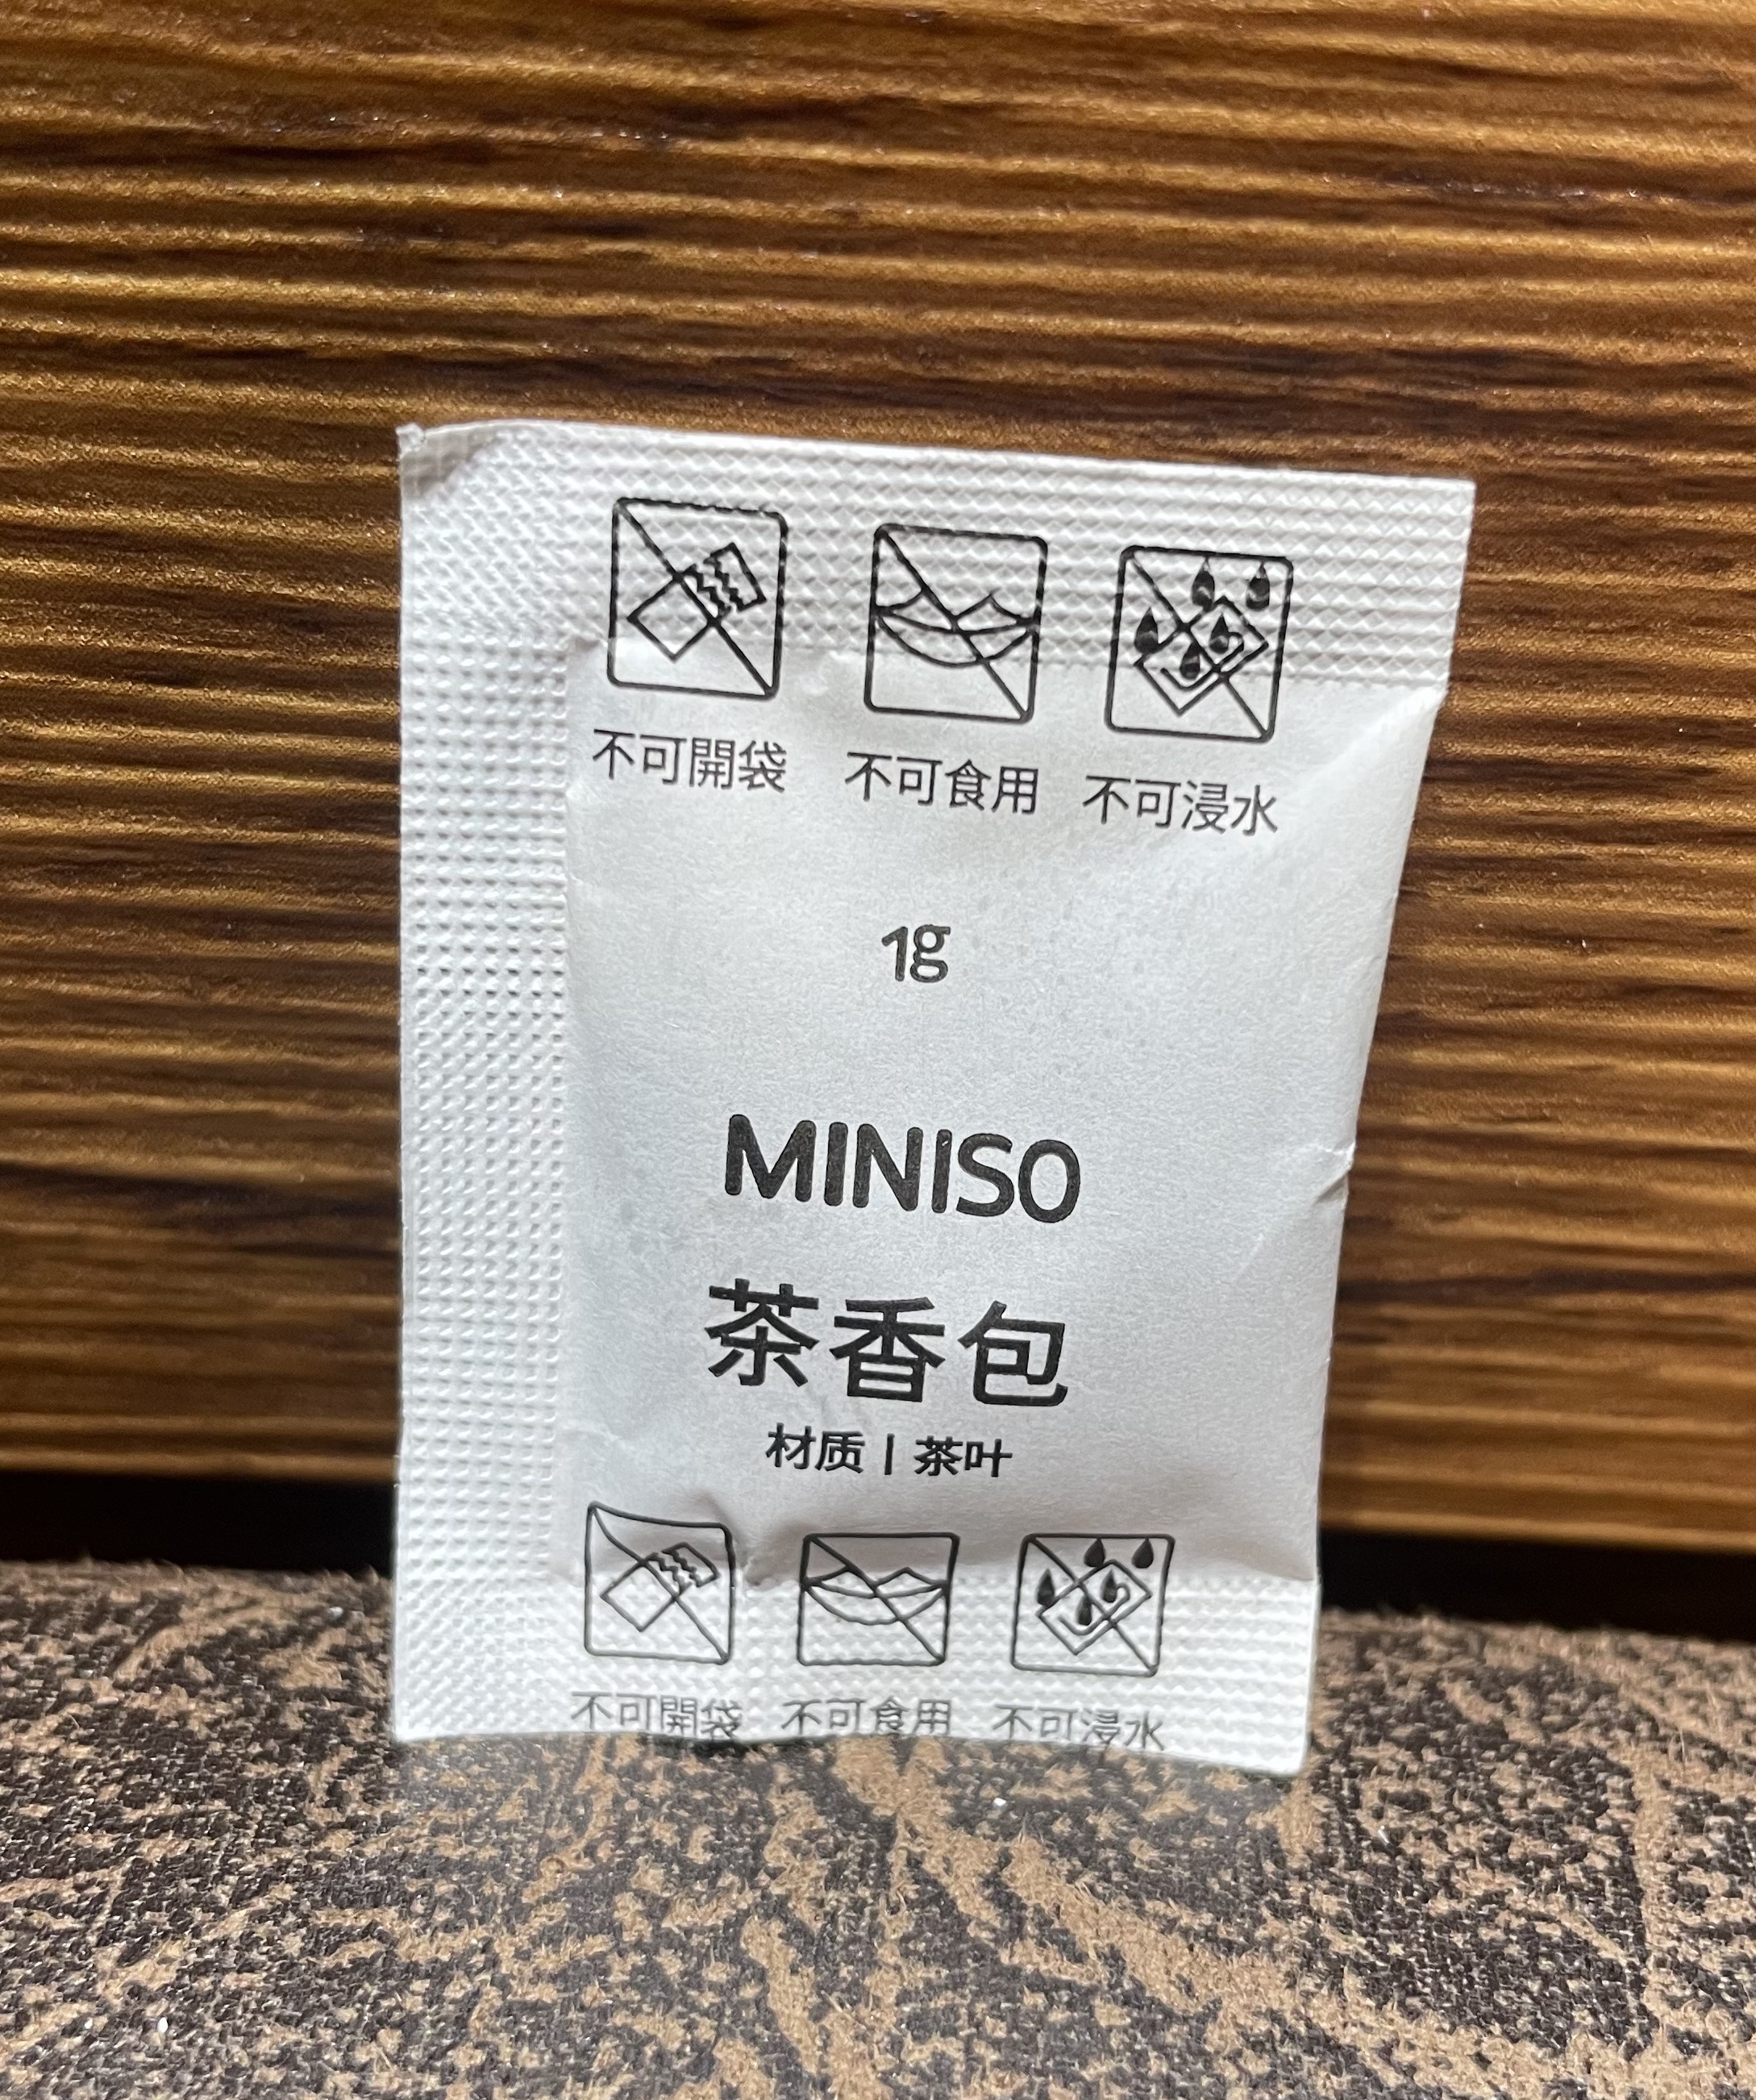 不可開袋 不可食用 不可浸水
1g
MINISO
茶香包
材质 | 茶叶
不可開袋 不可食用 不可浸水